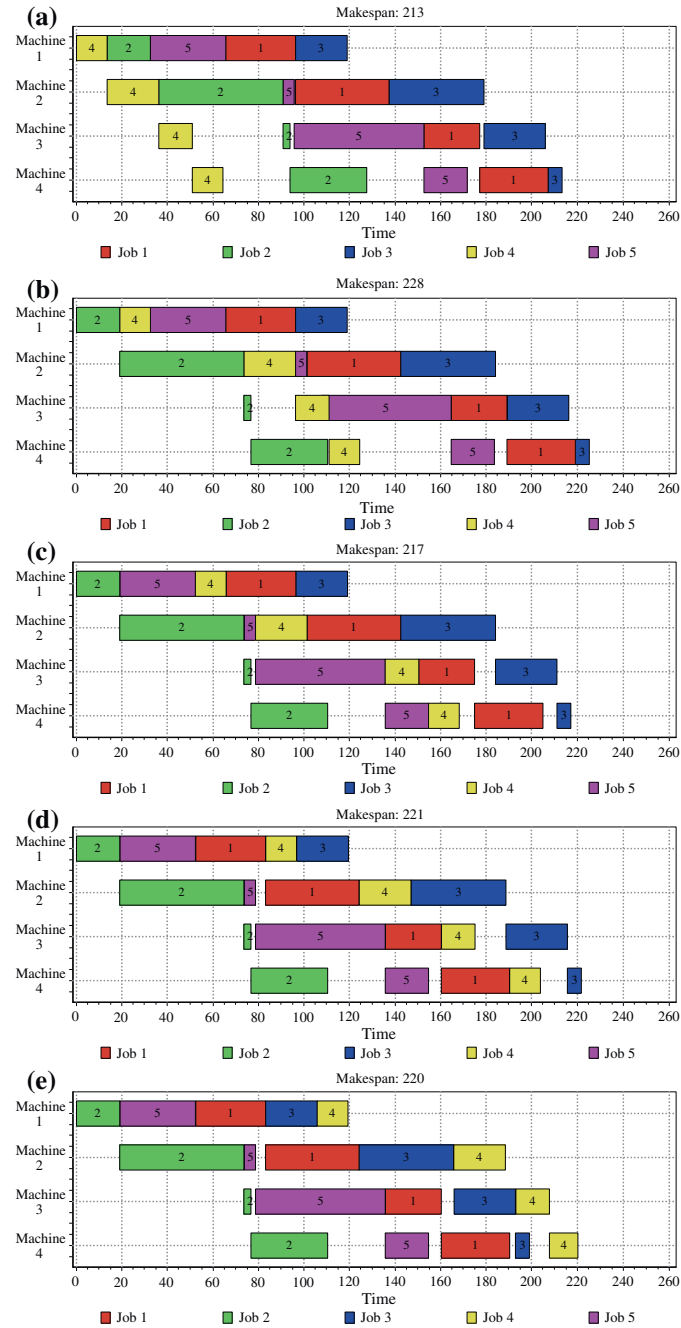 (a)
Makespan: 213
Machine 1
4 2 5 1 3
Machine 2
4 2 5 1 3
Machine 3
4 2 5 1 3
Machine 4
4 2 5 1 3
0 20 40 60 80 100 120 140 160 180 200 220 240 260
Time
Job 1 Job 2 Job 3 Job 4 Job 5
(b)
Makespan: 228
Machine 1
2 4 5 1 3
Machine 2
2 4 5 1 3
Machine 3
2 4 5 1 3
Machine 4
2 4 5 1 3
0 20 40 60 80 100 120 140 160 180 200 220 240 260
Time
Job 1 Job 2 Job 3 Job 4 Job 5
(c)
Makespan: 217
Machine 1
2 5 4 1 3
Machine 2
2 5 4 1 3
Machine 3
2 5 4 1 3
Machine 4
2 5 4 1 3
0 20 40 60 80 100 120 140 160 180 200 220 240 260
Time
Job 1 Job 2 Job 3 Job 4 Job 5
(d)
Makespan: 221
Machine 1
2 5 1 4 3
Machine 2
2 5 1 4 3
Machine 3
2 5 1 4 3
Machine 4
2 5 1 4 3
0 20 40 60 80 100 120 140 160 180 200 220 240 260
Time
Job 1 Job 2 Job 3 Job 4 Job 5
(e)
Makespan: 220
Machine 1
2 5 1 3 4
Machine 2
2 5 1 3 4
Machine 3
2 5 1 3 4
Machine 4
2 5 1 3 4
0 20 40 60 80 100 120 140 160 180 200 220 240 260
Time
Job 1 Job 2 Job 3 Job 4 Job 5